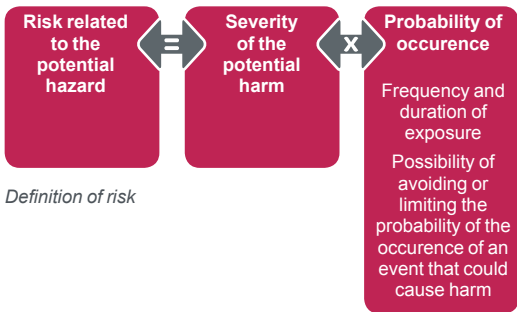 Risk related
to the
potential
hazard
=
Severity
of the
potential
harm
x
Probability of
occurence
Frequency and
duration of
exposure
Possibility of
avoiding or
limiting the
probability of the
occurence of an
event that could
cause harm
Definition of risk